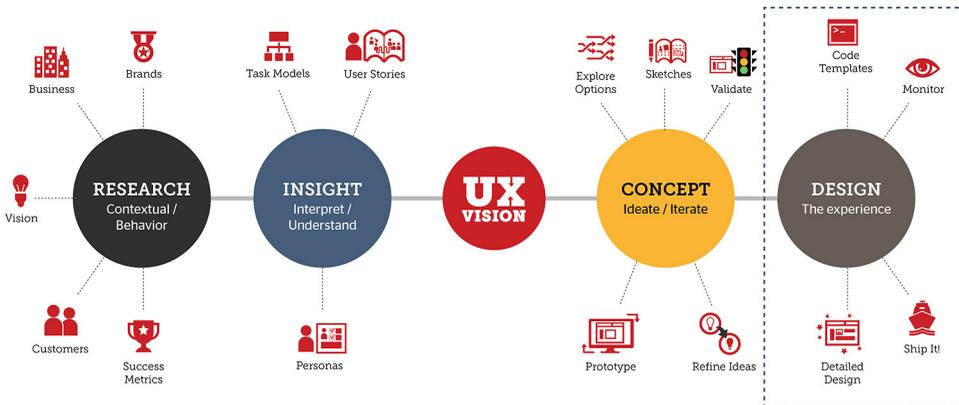 Business
Brands
Vision
RESEARCH
Contextual /
Behavior
Customers
Success
Metrics
Task Models
User Stories
INSIGHT
Interpret /
Understand
Personas
UX
VISION
Explore
Options
Sketches
Validate
CONCEPT
Ideate / Iterate
Prototype
Refine Ideas
>-
Code
Templates
Monitor
DESIGN
The experience
Detailed
Design
Ship It!